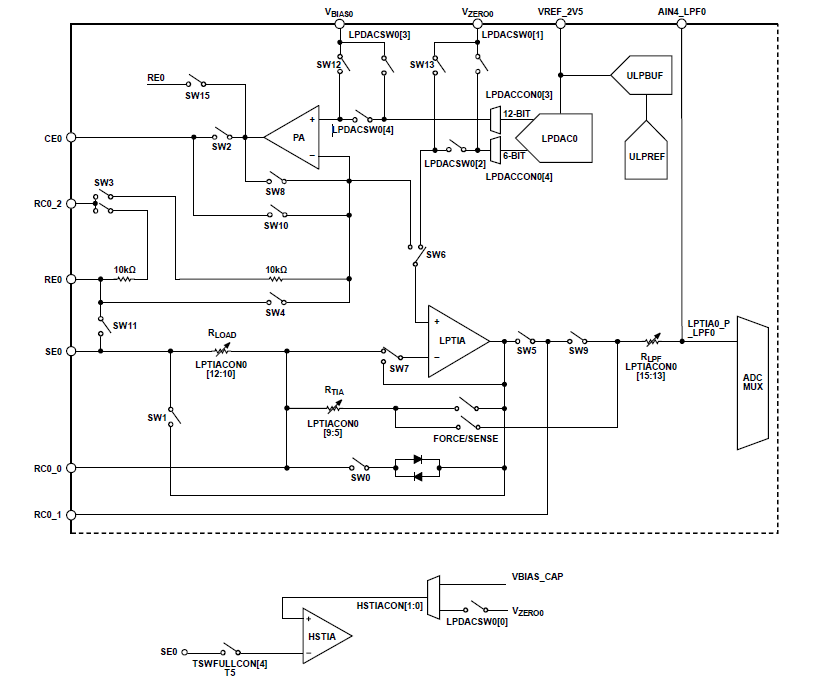 VBIAS0
VZERO0
VREF_2V5
AIN4_LPF0
LPDACSW0[3]
LPDACSW0[1]
SW12
SW13
ULPBUF
RE0
SW15
LPDACCON0[3]
12-BIT
LPDACSW0[4]
PA
+
−
LPDAC0
CE0
SW2
6-BIT
LPDACSW0[2]
ULPREF
LPDACCON0[4]
SW3
SW8
RC0_2
SW10
SW6
10kΩ
10kΩ
RE0
SW4
SW11
+
LPTIA
−
LPTIA0_P
_LPF0
RLOAD
SE0
SW5
SW9
RLPF
LPTIACON0
[15:13]
LPTIACON0
[12:10]
SW7
ADC
MUX
RTIA
SW1
LPTIACON0
[9:5]
FORCE/SENSE
RC0_0
SW0
RC0_1
VBIAS_CAP
HSTIACON[1:0]
VZERO0
LPDACSW0[0]
+
HSTIA
−
SE0
TSWFULLCON[4]
T5